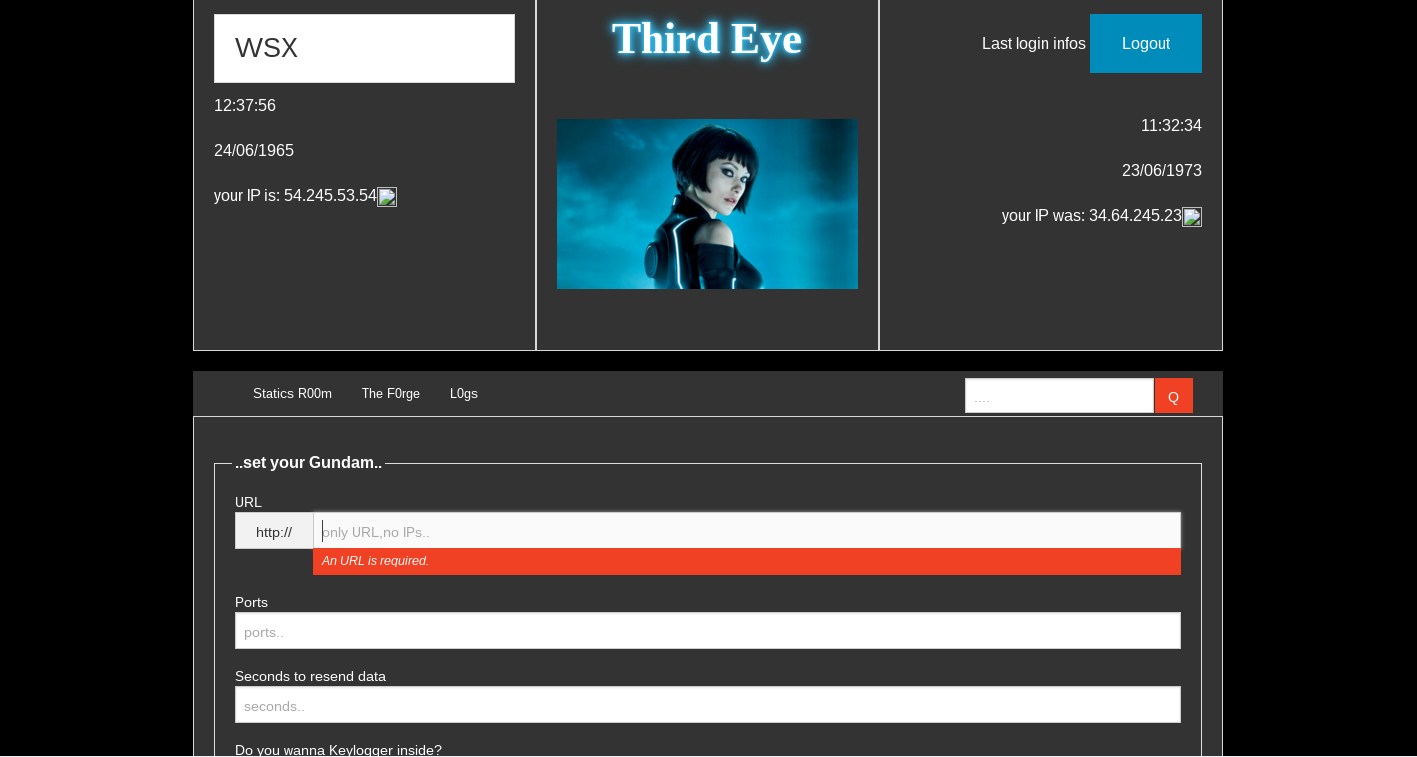 WSX
12:37:56
24/06/1965
your IP is: 54.245.53.54
Third Eye
Last login infos Logout
11:32:34
23/06/1973
your IP was: 34.64.245.23
Statics R00m The F0rge L0gs .... Q
..set your Gundam..
URL
http:// only URL,no IPs..
An URL is required.
Ports
ports..
Seconds to resend data
seconds..
Do you wanna Keylogger inside?